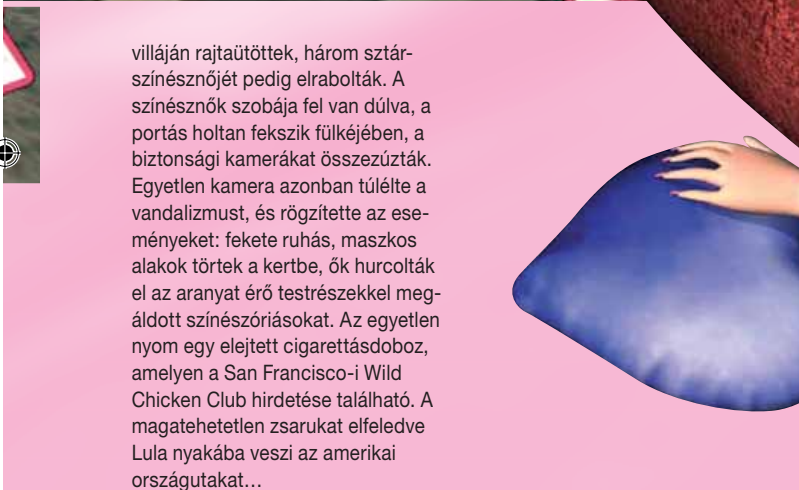 villáján rajtaütöttek, három sztár-
színésznőjét pedig elrabolták. A
színésznők szobája fel van dúlva, a
portás holtan fekszik fülkéjében, a
biztonsági kamerákat összezúzták.
Egyetlen kamera azonban túlélte a
vandalizmust, és rögzítette az ese-
ményeket: fekete ruhás, maszkos
alakok törtek a kertbe, ők hurcolták
el az aranyat érő testrészekkel meg-
áldott színészóriásokat. Az egyetlen
nyom egy elejtett cigarettásdoboz,
amelyen a San Francisco-i Wild
Chicken Club hirdetése található. A
magatehetetlen zsarukat elfeledve
Lula nyakába veszi az amerikai
országutakat…